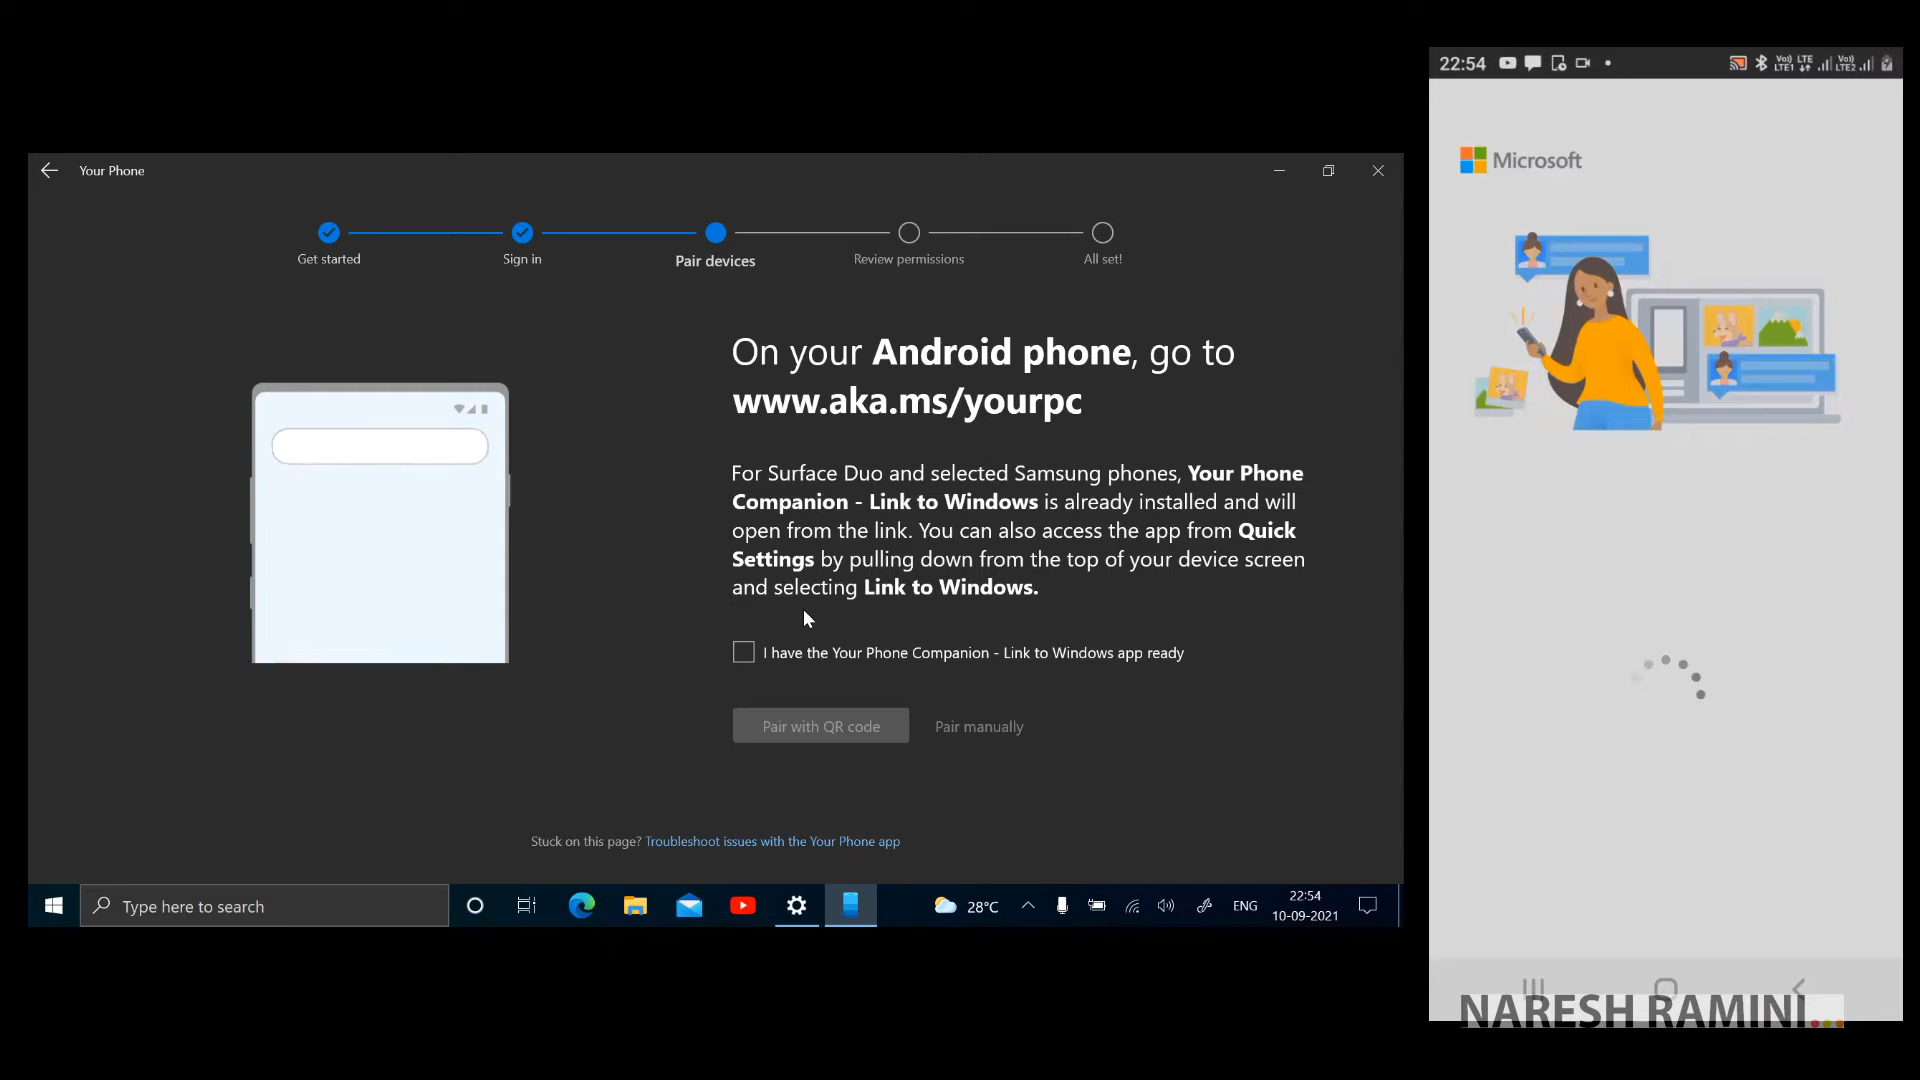 Your Phone
Get started
Sign in
Pair devices
Review permissions
All set!
On your Android phone, go to
www.aka.ms/yourpc
For Surface Duo and selected Samsung phones, Your Phone
Companion - Link to Windows is already installed and will
open from the link. You can also access the app from Quick
Settings by pulling down from the top of your device screen
and selecting Link to Windows.
I have the Your Phone Companion - Link to Windows app ready
Pair with QR code
Pair manually
Stuck on this page? Troubleshoot issues with the Your Phone app
Type here to search
28°C
ENG
22:54
10-09-2021
22:54
Vo)) LTE
LTE1
Vo))
LTE2
Microsoft
NARESH RAMINI...